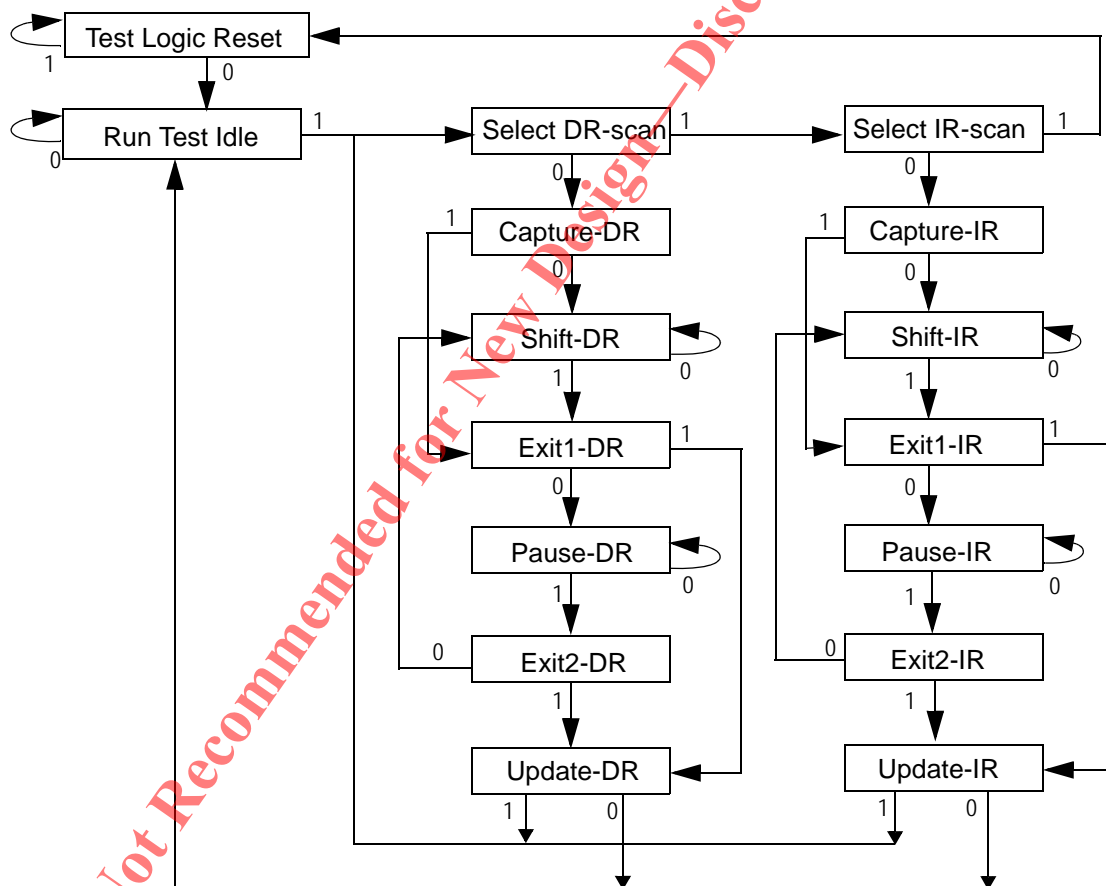 Test Logic Reset
1
0
Run Test Idle
0
1
Select DR-scan
1
0
Select IR-scan
1
0
Capture-DR
1
0
Capture-IR
1
0
Shift-DR
0
1
Shift-IR
0
1
Exit1-DR
1
0
Exit1-IR
1
0
Pause-DR
0
1
Pause-IR
0
1
Exit2-DR
0
1
Exit2-IR
0
1
Update-DR
1
0
Update-IR
1
0
Not Recommended for New Design—Disc